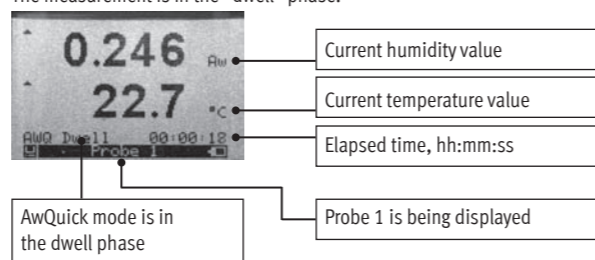 The measurement is in the "dwell" phase.
0.246 Aw
22.7 °C
AWQ Dwell 00:00:18
Probe 1
Current humidity value
Current temperature value
Elapsed time, hh:mm:ss
Probe 1 is being displayed
AwQuick mode is in
the dwell phase